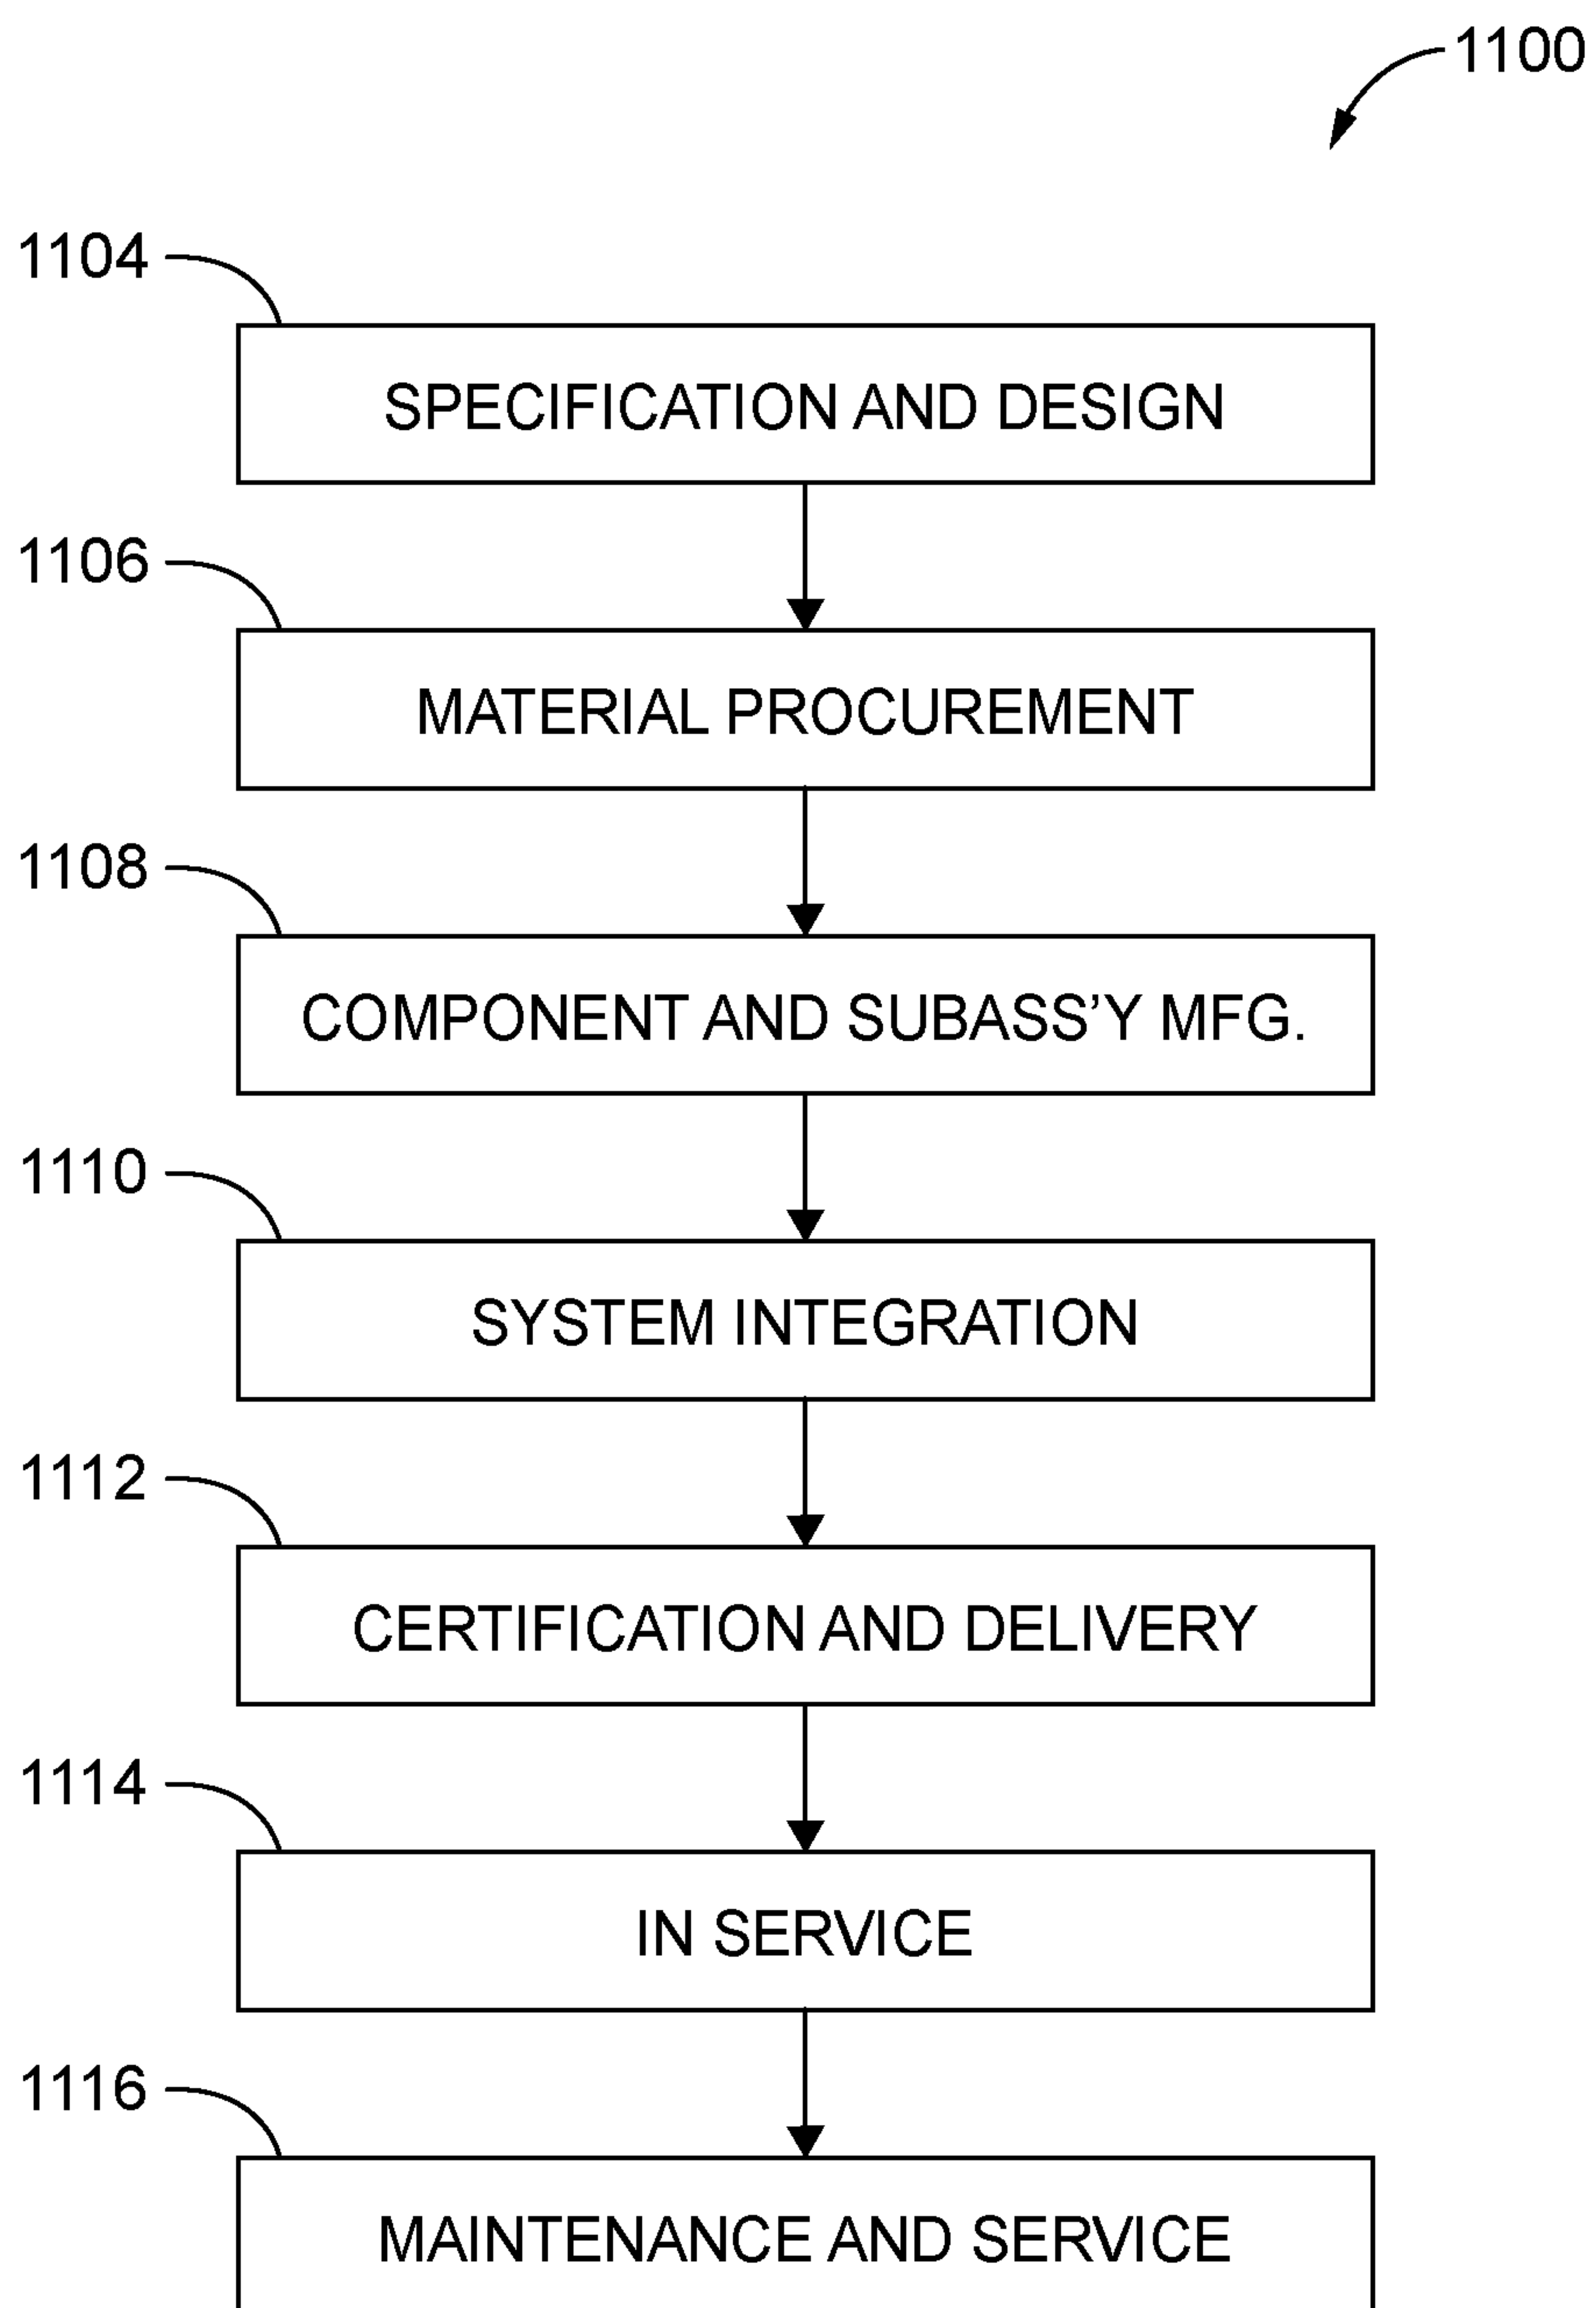 1100
1104
SPECIFICATION AND DESIGN
1106
MATERIAL PROCUREMENT
1108
COMPONENT AND SUBASS’Y MFG.
1110
SYSTEM INTEGRATION
1112
CERTIFICATION AND DELIVERY
1114
IN SERVICE
1116
MAINTENANCE AND SERVICE